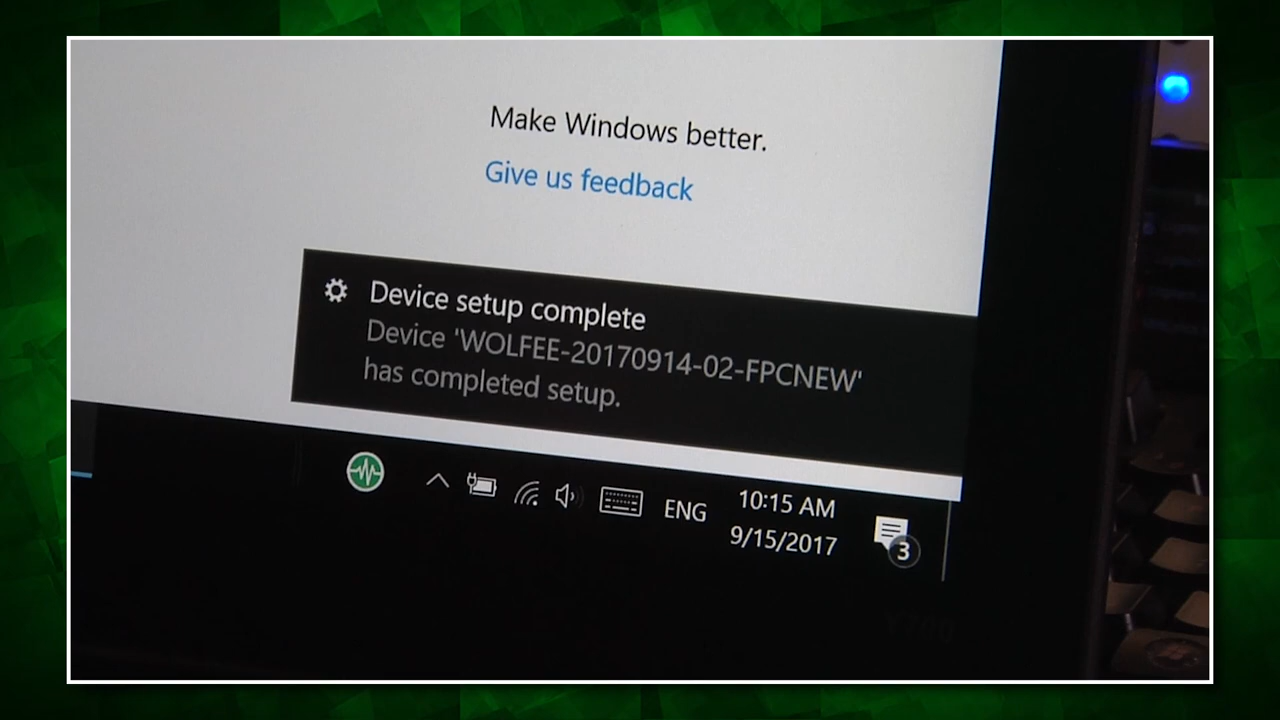 Make Windows better.
Give us feedback
Device setup complete
Device 'WOLFEE-20170914-02-FPCNEW'
has completed setup.
ENG
10:15 AM
9/15/2017
3